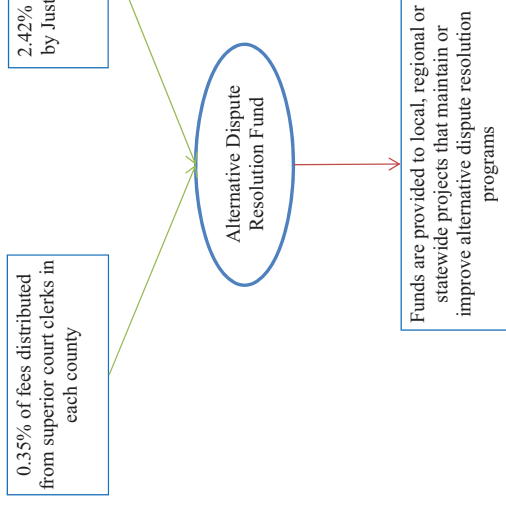 0.35% of fees distributed
from superior court clerks in
each county
2.42%
by Just
Alternative Dispute
Resolution Fund
Funds are provided to local, regional or
statewide projects that maintain or
improve alternative dispute resolution
programs